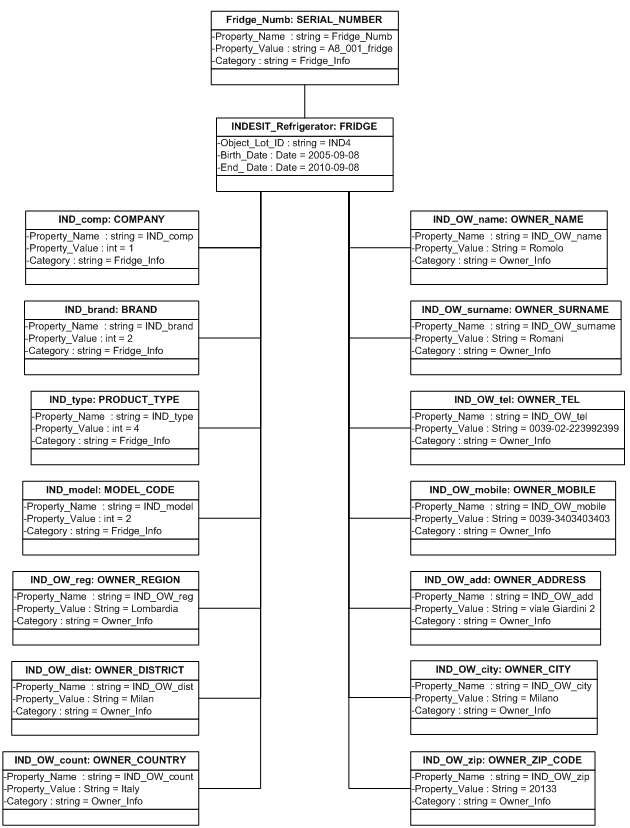 Fridge_Numb: SERIAL_NUMBER
-Property_Name : string = Fridge_Numb
-Property_Value : string = A8_001_fridge
-Category : string = Fridge_Info
INDESIT_Refrigerator: FRIDGE
-Object_Lot_ID : string = IND4
-Birth_Date : Date = 2005-09-08
-End_ Date : Date = 2010-09-08
IND_comp: COMPANY
-Property_Name : string = IND_comp
-Property_Value : int = 1
-Category : string = Fridge_Info
IND_brand: BRAND
-Property_Name : string = IND_brand
-Property_Value : int = 2
-Category : string = Fridge_Info
IND_type: PRODUCT_TYPE
-Property_Name : string = IND_type
-Property_Value : int = 4
-Category : string = Fridge_Info
IND_model: MODEL_CODE
-Property_Name : string = IND_model
-Property_Value : int = 2
-Category : string = Fridge_Info
IND_OW_reg: OWNER_REGION
-Property_Name : string = IND_OW_reg
-Property_Value : String = Lombardia
-Category : string = Owner_Info
IND_OW_dist: OWNER_DISTRICT
-Property_Name : string = IND_OW_dist
-Property_Value : String = Milan
-Category : string = Owner_Info
IND_OW_count: OWNER_COUNTRY
-Property_Name : string = IND_OW_count
-Property_Value : String = Italy
-Category : string = Owner_Info
IND_OW_name: OWNER_NAME
-Property_Name : string = IND_OW_name
-Property_Value : String = Romolo
-Category : string = Owner_Info
IND_OW_surname: OWNER_SURNAME
-Property_Name : string = IND_OW_surname
-Property_Value : String = Romani
-Category : string = Owner_Info
IND_OW_tel: OWNER_TEL
-Property_Name : string = IND_OW_tel
-Property_Value : String = 0039-02-223992399
-Category : string = Owner_Info
IND_OW_mobile: OWNER_MOBILE
-Property_Name : string = IND_OW_mobile
-Property_Value : String = 0039-3403403403
-Category : string = Owner_Info
IND_OW_add: OWNER_ADDRESS
-Property_Name : string = IND_OW_add
-Property_Value : String = viale Giardini 2
-Category : string = Owner_Info
IND_OW_city: OWNER_CITY
-Property_Name : string = IND_OW_city
-Property_Value : String = Milano
-Category : string = Owner_Info
IND_OW_zip: OWNER_ZIP_CODE
-Property_Name : string = IND_OW_zip
-Property_Value : String = 20133
-Category : string = Owner_Info